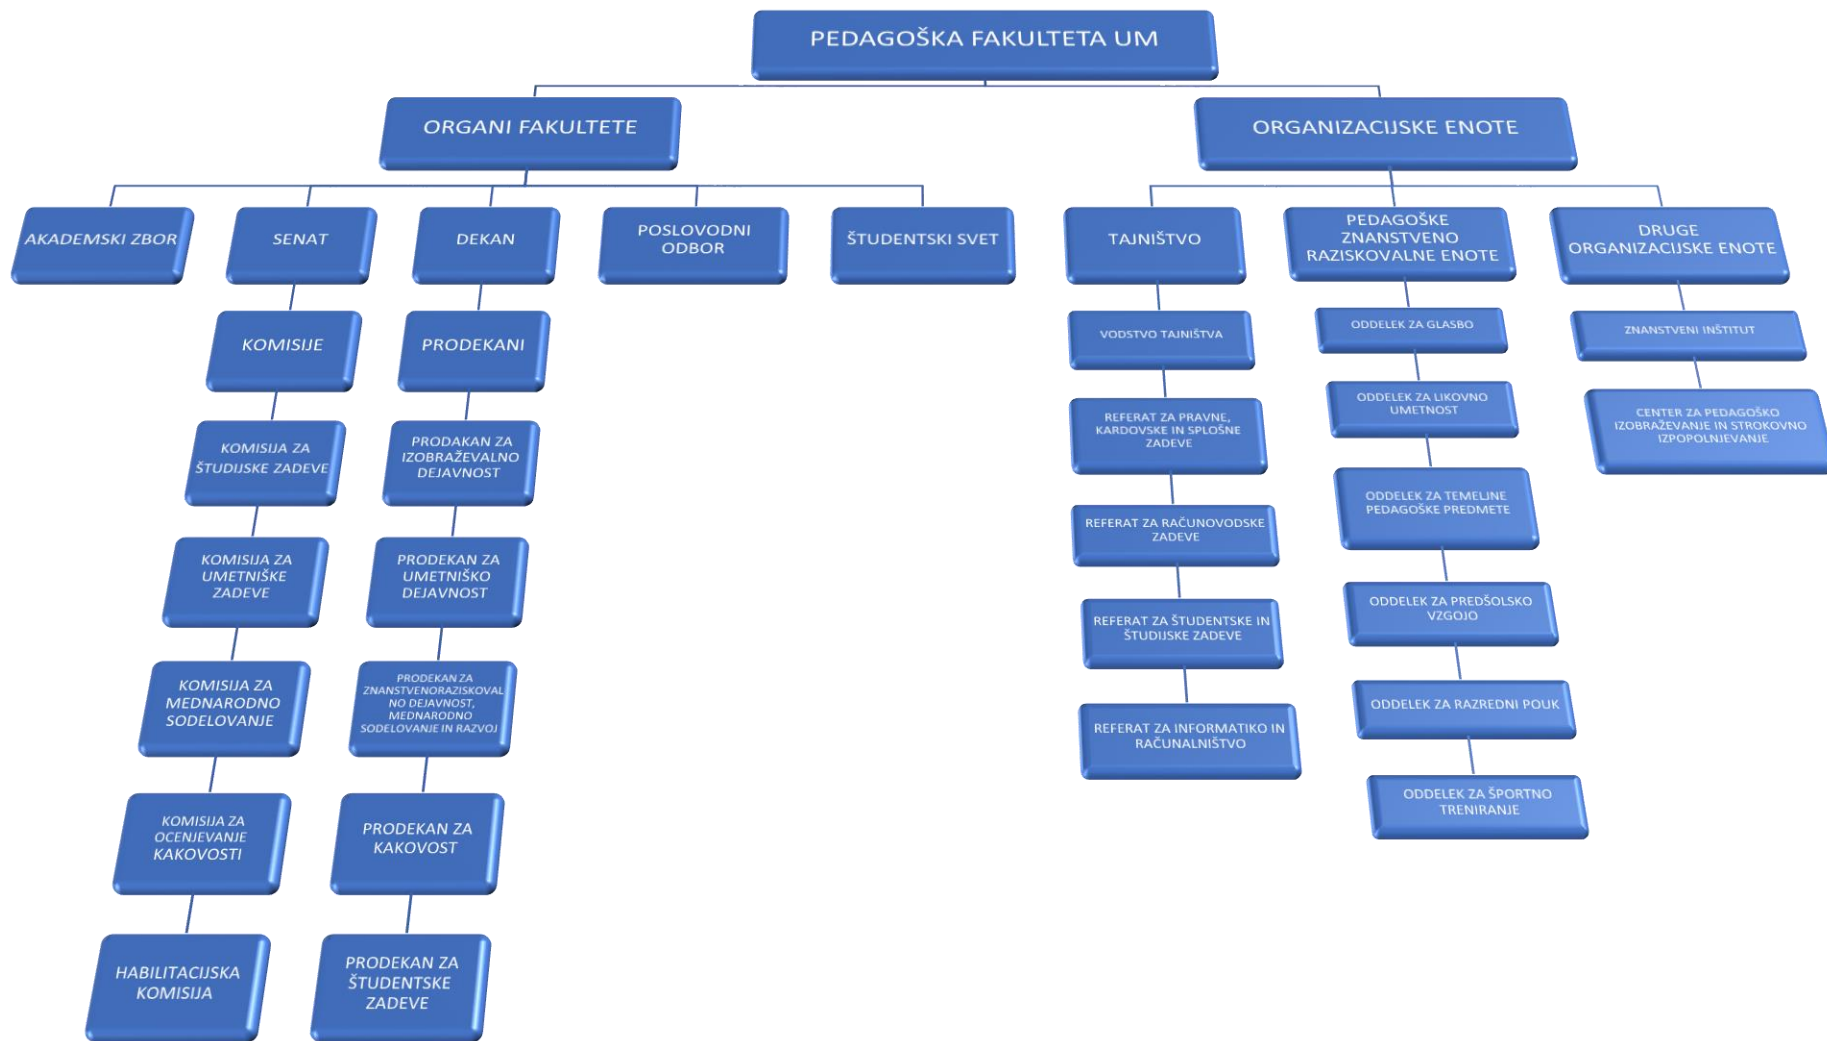 PEDAGOŠKA FAKULTETA UM
ORGANI FAKULTETE
ORGANIZACIJSKE ENOTE
AKADEMSKI ZBOR
SENAT
DEKAN
POSLOVODNI
ODBOR
ŠTUDENTSKI SVET
TAJNIŠTVO
PEDAGOŠKE
ZNANSTVENO
RAZISKOVALNE ENOTE
DRUGE
ORGANIZACIJSKE ENOTE
KOMISIJE
KOMISIJA ZA
ŠTUDIJSKE ZADEVE
KOMISIJA ZA
UMETNIŠKE
ZADEVE
KOMISIJA ZA
MEDNARODNO
SODELOVANJE
KOMISIJA ZA
OCENJEVANJE
KAKOVOSTI
HABILITACIJSKA
KOMISIJA
PRODEKANI
PRODAKAN ZA
IZOBRAŽEVALNO
DEJAVNOST
PRODEKAN ZA
UMETNIŠKO
DEJAVNOST
PRODEKAN ZA
ZNANSTVENORAZISKOVAL
NO DEJAVNOST,
MEDNARODNO
SODELOVANJE IN RAZVOJ
PRODEKAN ZA
KAKOVOST
PRODEKAN ZA
ŠTUDENTSKE
ZADEVE
VODSTVO TAJNIŠTVA
REFERAT ZA PRAVNE,
KARDOVSKE IN SPLOŠNE
ZADEVE
REFERAT ZA RAČUNOVODSKE
ZADEVE
REFERAT ZA ŠTUDENTSKE IN
ŠTUDIJSKE ZADEVE
REFERAT ZA INFORMATIKO IN
RAČUNALNIŠTVO
ODDELEK ZA GLASBO
ODDELEK ZA LIKOVNO
UMETNOST
ODDELEK ZA TEMELJNE
PEDAGOŠKE PREDMETE
ODDELEK ZA PREDŠOLSKO
VZGOJO
ODDELEK ZA RAZREDNI POUK
ODDELEK ZA ŠPORTNO
TRENIRANJE
ZNANSTVENI INŠTITUT
CENTER ZA PEDAGOŠKO
IZOBRAŽEVANJE IN STROKOVNO
IZPOPOLNJEVANJE